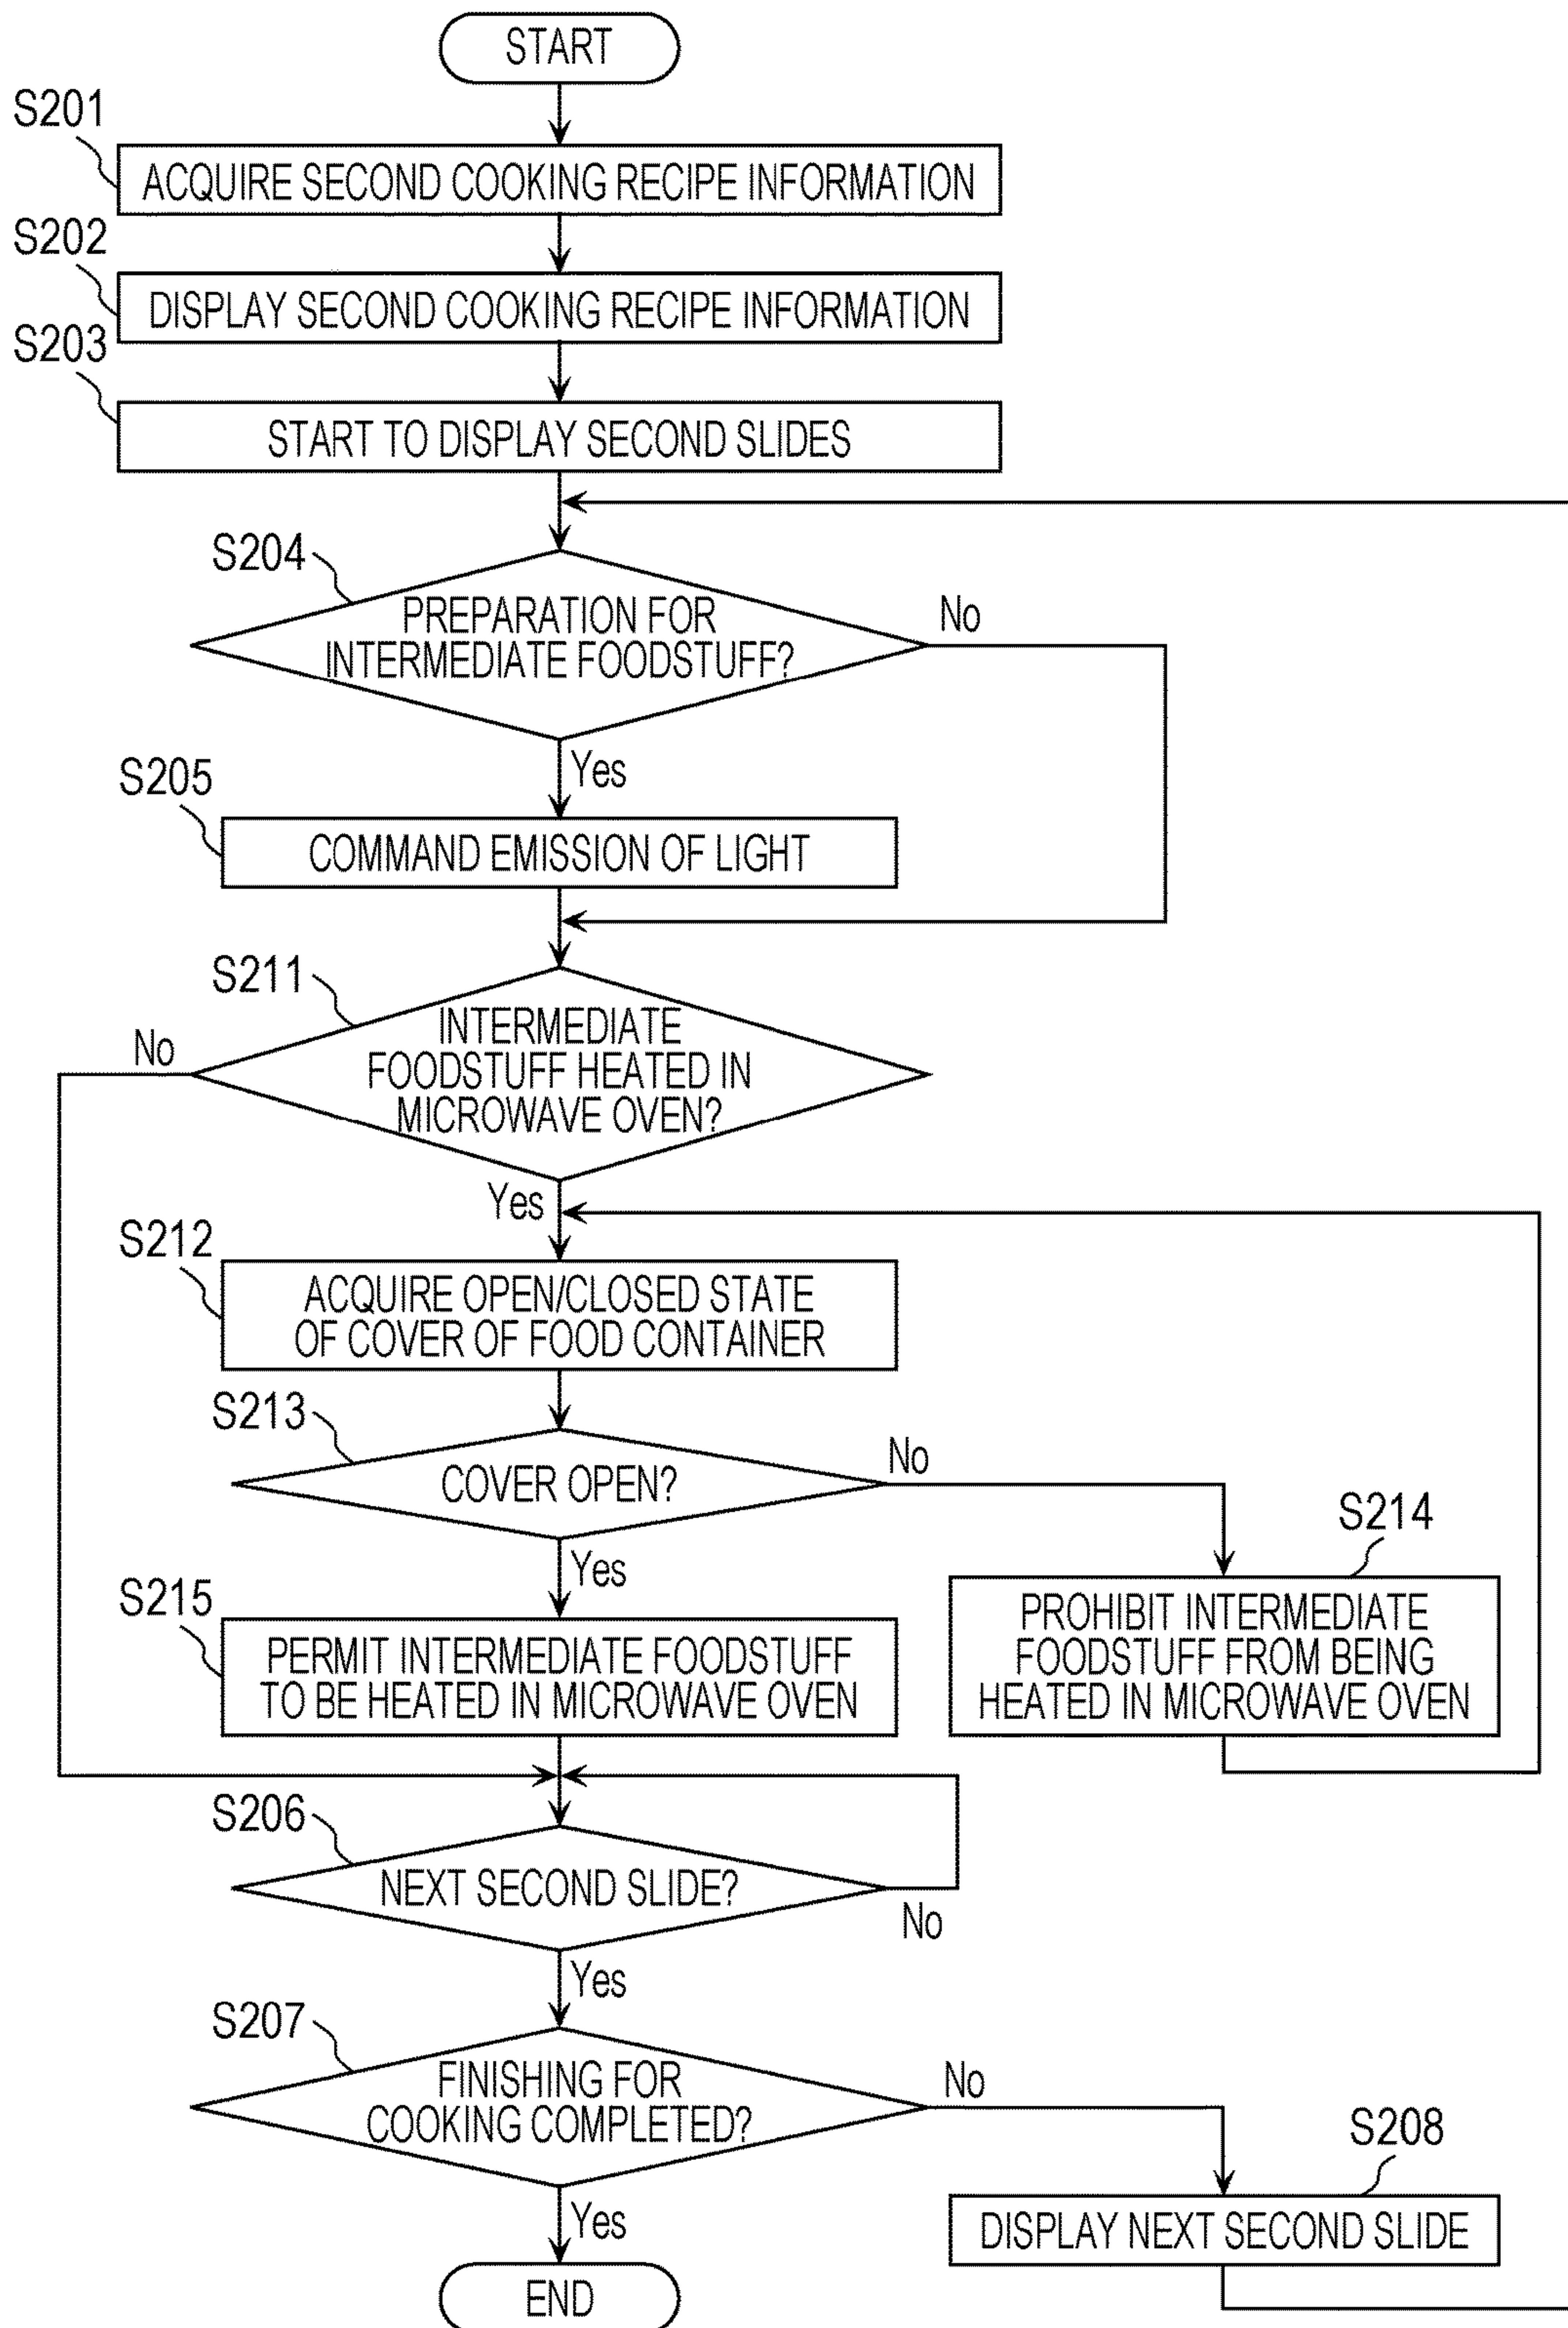 START
S201
ACQUIRE SECOND COOKING RECIPE INFORMATION
S202
DISPLAY SECOND COOKING RECIPE INFORMATION
S203
START TO DISPLAY SECOND SLIDES
S204
PREPARATION FOR
INTERMEDIATE FOODSTUFF?
No
Yes
S205
COMMAND EMISSION OF LIGHT
S211
INTERMEDIATE
FOODSTUFF HEATED IN
MICROWAVE OVEN?
No
Yes
S212
ACQUIRE OPEN/CLOSED STATE
OF COVER OF FOOD CONTAINER
S213
COVER OPEN?
No
Yes
S214
PROHIBIT INTERMEDIATE
FOODSTUFF FROM BEING
HEATED IN MICROWAVE OVEN
S215
PERMIT INTERMEDIATE FOODSTUFF
TO BE HEATED IN MICROWAVE OVEN
S206
NEXT SECOND SLIDE?
No
Yes
S207
FINISHING FOR
COOKING COMPLETED?
No
Yes
S208
DISPLAY NEXT SECOND SLIDE
END